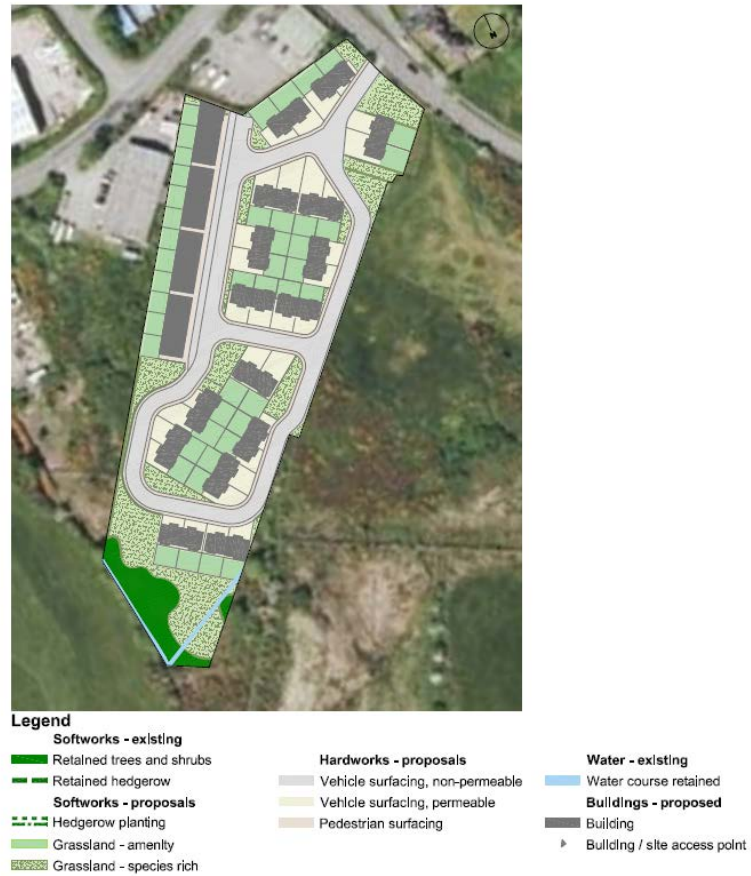 N
Legend
Softworks - existing
Retained trees and shrubs
Retained hedgerow
Softworks - proposals
Hedgerow planting
Grassland - amenity
Grassland - species rich
Hardworks - proposals
Vehicle surfacing, non-permeable
Vehicle surfacing, permeable
Pedestrian surfacing
Water - existing
Water course retained
Buildings - proposed
Building
Building / site access point